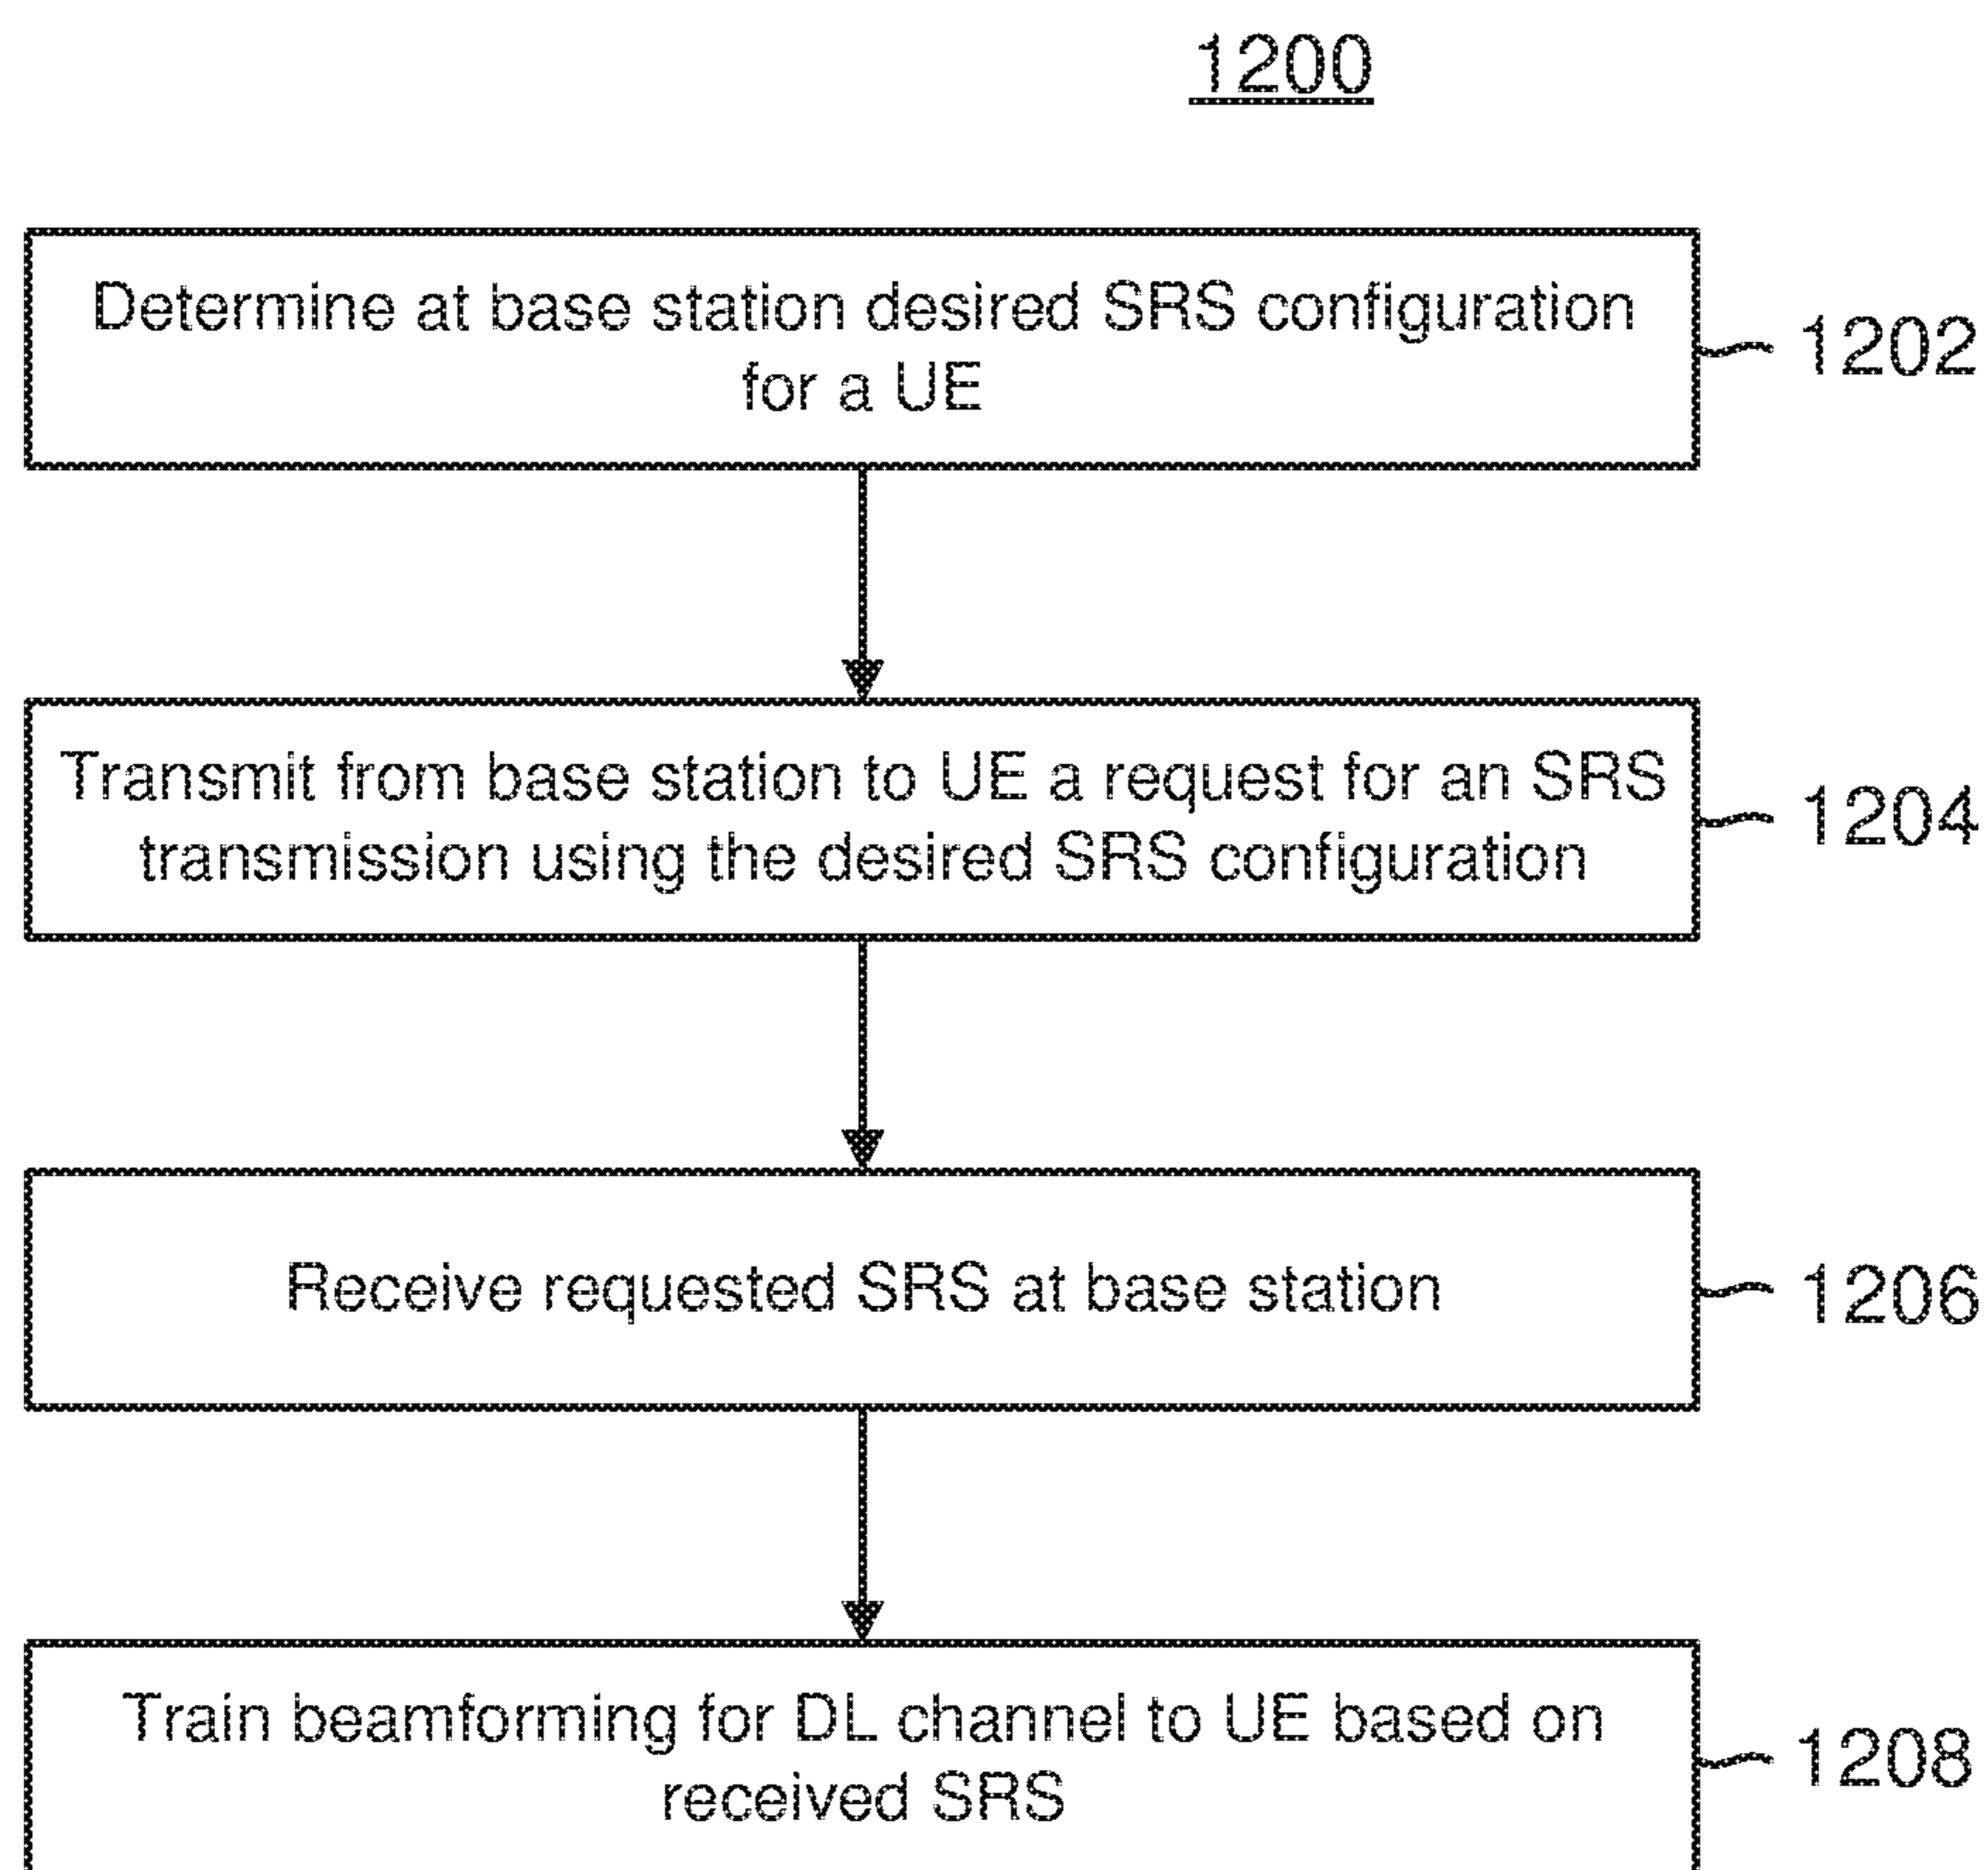 1200
Determine at base station desired SRS configuration
for a UE
1202
Transmit from base station to UE a request for an SRS
transmission using the desired SRS configuration
1204
Receive requested SRS at base station
1206
Train beamforming for DL channel to UE based on
received SRS
1208